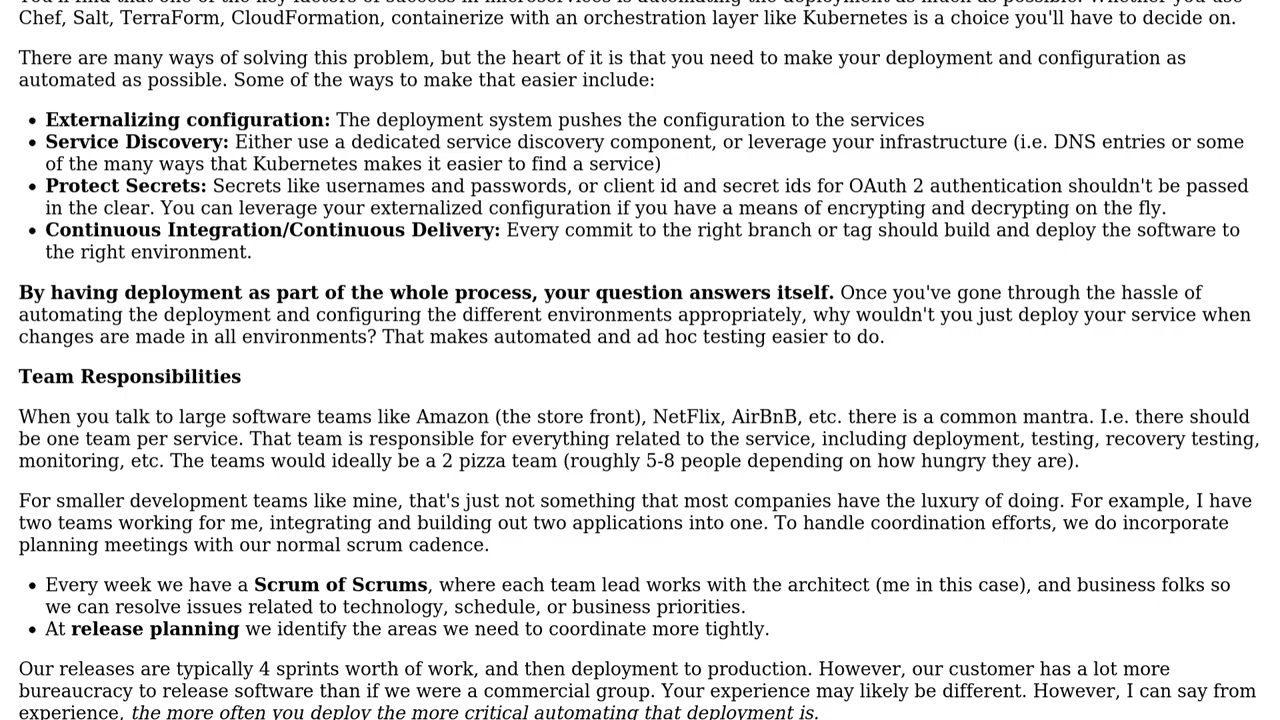 Chef, Salt, TerraForm, CloudFormation, containerize with an orchestration layer like Kubernetes is a choice you'll have to decide on.
There are many ways of solving this problem, but the heart of it is that you need to make your deployment and configuration as
automated as possible. Some of the ways to make that easier include:
• Externalizing configuration: The deployment system pushes the configuration to the services
• Service Discovery: Either use a dedicated service discovery component, or leverage your infrastructure (i.e. DNS entries or some
of the many ways that Kubernetes makes it easier to find a service)
• Protect Secrets: Secrets like usernames and passwords, or client id and secret ids for OAuth 2 authentication shouldn't be passed
in the clear. You can leverage your externalized configuration if you have a means of encrypting and decrypting on the fly.
• Continuous Integration/Continuous Delivery: Every commit to the right branch or tag should build and deploy the software to
the right environment.
By having deployment as part of the whole process, your question answers itself. Once you've gone through the hassle of
automating the deployment and configuring the different environments appropriately, why wouldn't you just deploy your service when
changes are made in all environments? That makes automated and ad hoc testing easier to do.
Team Responsibilities
When you talk to large software teams like Amazon (the store front), NetFlix, AirBnB, etc. there is a common mantra. I.e. there should
be one team per service. That team is responsible for everything related to the service, including deployment, testing, recovery testing,
monitoring, etc. The teams would ideally be a 2 pizza team (roughly 5-8 people depending on how hungry they are).
For smaller development teams like mine, that's just not something that most companies have the luxury of doing. For example, I have
two teams working for me, integrating and building out two applications into one. To handle coordination efforts, we do incorporate
planning meetings with our normal scrum cadence.
• Every week we have a Scrum of Scrums, where each team lead works with the architect (me in this case), and business folks so
we can resolve issues related to technology, schedule, or business priorities.
• At release planning we identify the areas we need to coordinate more tightly.
Our releases are typically 4 sprints worth of work, and then deployment to production. However, our customer has a lot more
bureaucracy to release software than if we were a commercial group. Your experience may likely be different. However, I can say from
experience, the more often you deploy the more critical automating that deployment is.